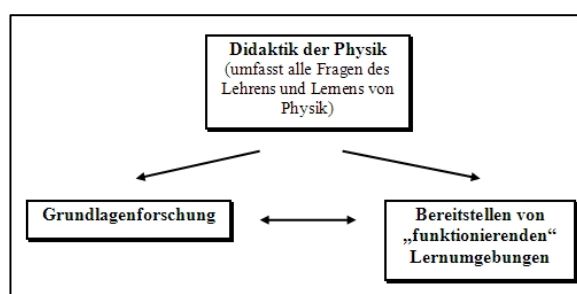 Didaktik der Physik
(umfasst alle Fragen des
Lehrens und Lernens von
Physik)
Grundlagenforschung
Bereitstellen von
„funktionierenden“
Lernumgebungen